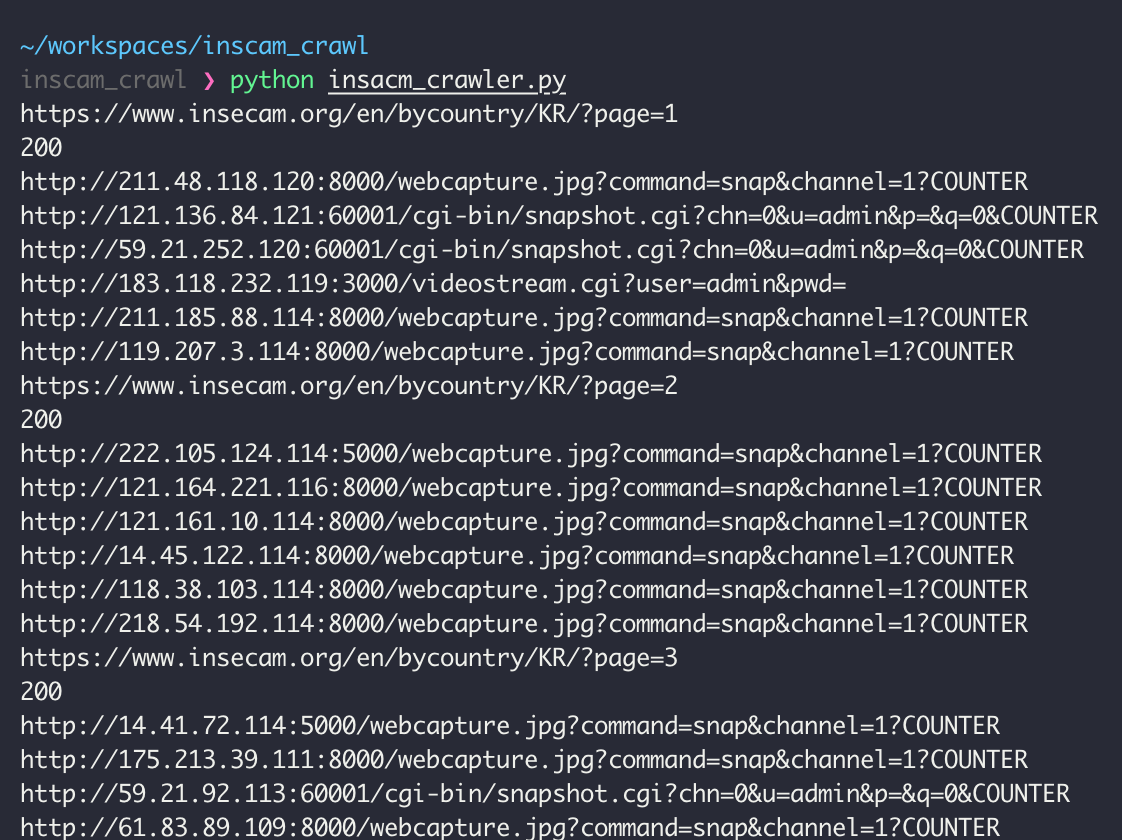 ~/workspaces/inscam_crawl
inscam_crawl ❯ python insacm_crawler.py
https://www.insecam.org/en/bycountry/KR/?page=1
200
http://211.48.118.120:8000/webcapture.jpg?command=snap&channel=1?COUNTER
http://121.136.84.121:60001/cgi-bin/snapshot.cgi?chn=0&u=admin&p=&q=0&COUNTER
http://59.21.252.120:60001/cgi-bin/snapshot.cgi?chn=0&u=admin&p=&q=0&COUNTER
http://183.118.232.119:3000/videostream.cgi?user=admin&pwd=
http://211.185.88.114:8000/webcapture.jpg?command=snap&channel=1?COUNTER
http://119.207.3.114:8000/webcapture.jpg?command=snap&channel=1?COUNTER
https://www.insecam.org/en/bycountry/KR/?page=2
200
http://222.105.124.114:5000/webcapture.jpg?command=snap&channel=1?COUNTER
http://121.164.221.116:8000/webcapture.jpg?command=snap&channel=1?COUNTER
http://121.161.10.114:8000/webcapture.jpg?command=snap&channel=1?COUNTER
http://14.45.122.114:8000/webcapture.jpg?command=snap&channel=1?COUNTER
http://118.38.103.114:8000/webcapture.jpg?command=snap&channel=1?COUNTER
http://218.54.192.114:8000/webcapture.jpg?command=snap&channel=1?COUNTER
https://www.insecam.org/en/bycountry/KR/?page=3
200
http://14.41.72.114:5000/webcapture.jpg?command=snap&channel=1?COUNTER
http://175.213.39.111:8000/webcapture.jpg?command=snap&channel=1?COUNTER
http://59.21.92.113:60001/cgi-bin/snapshot.cgi?chn=0&u=admin&p=&q=0&COUNTER
http://61.83.89.109:8000/webcapture.jpg?command=snap&channel=1?COUNTER